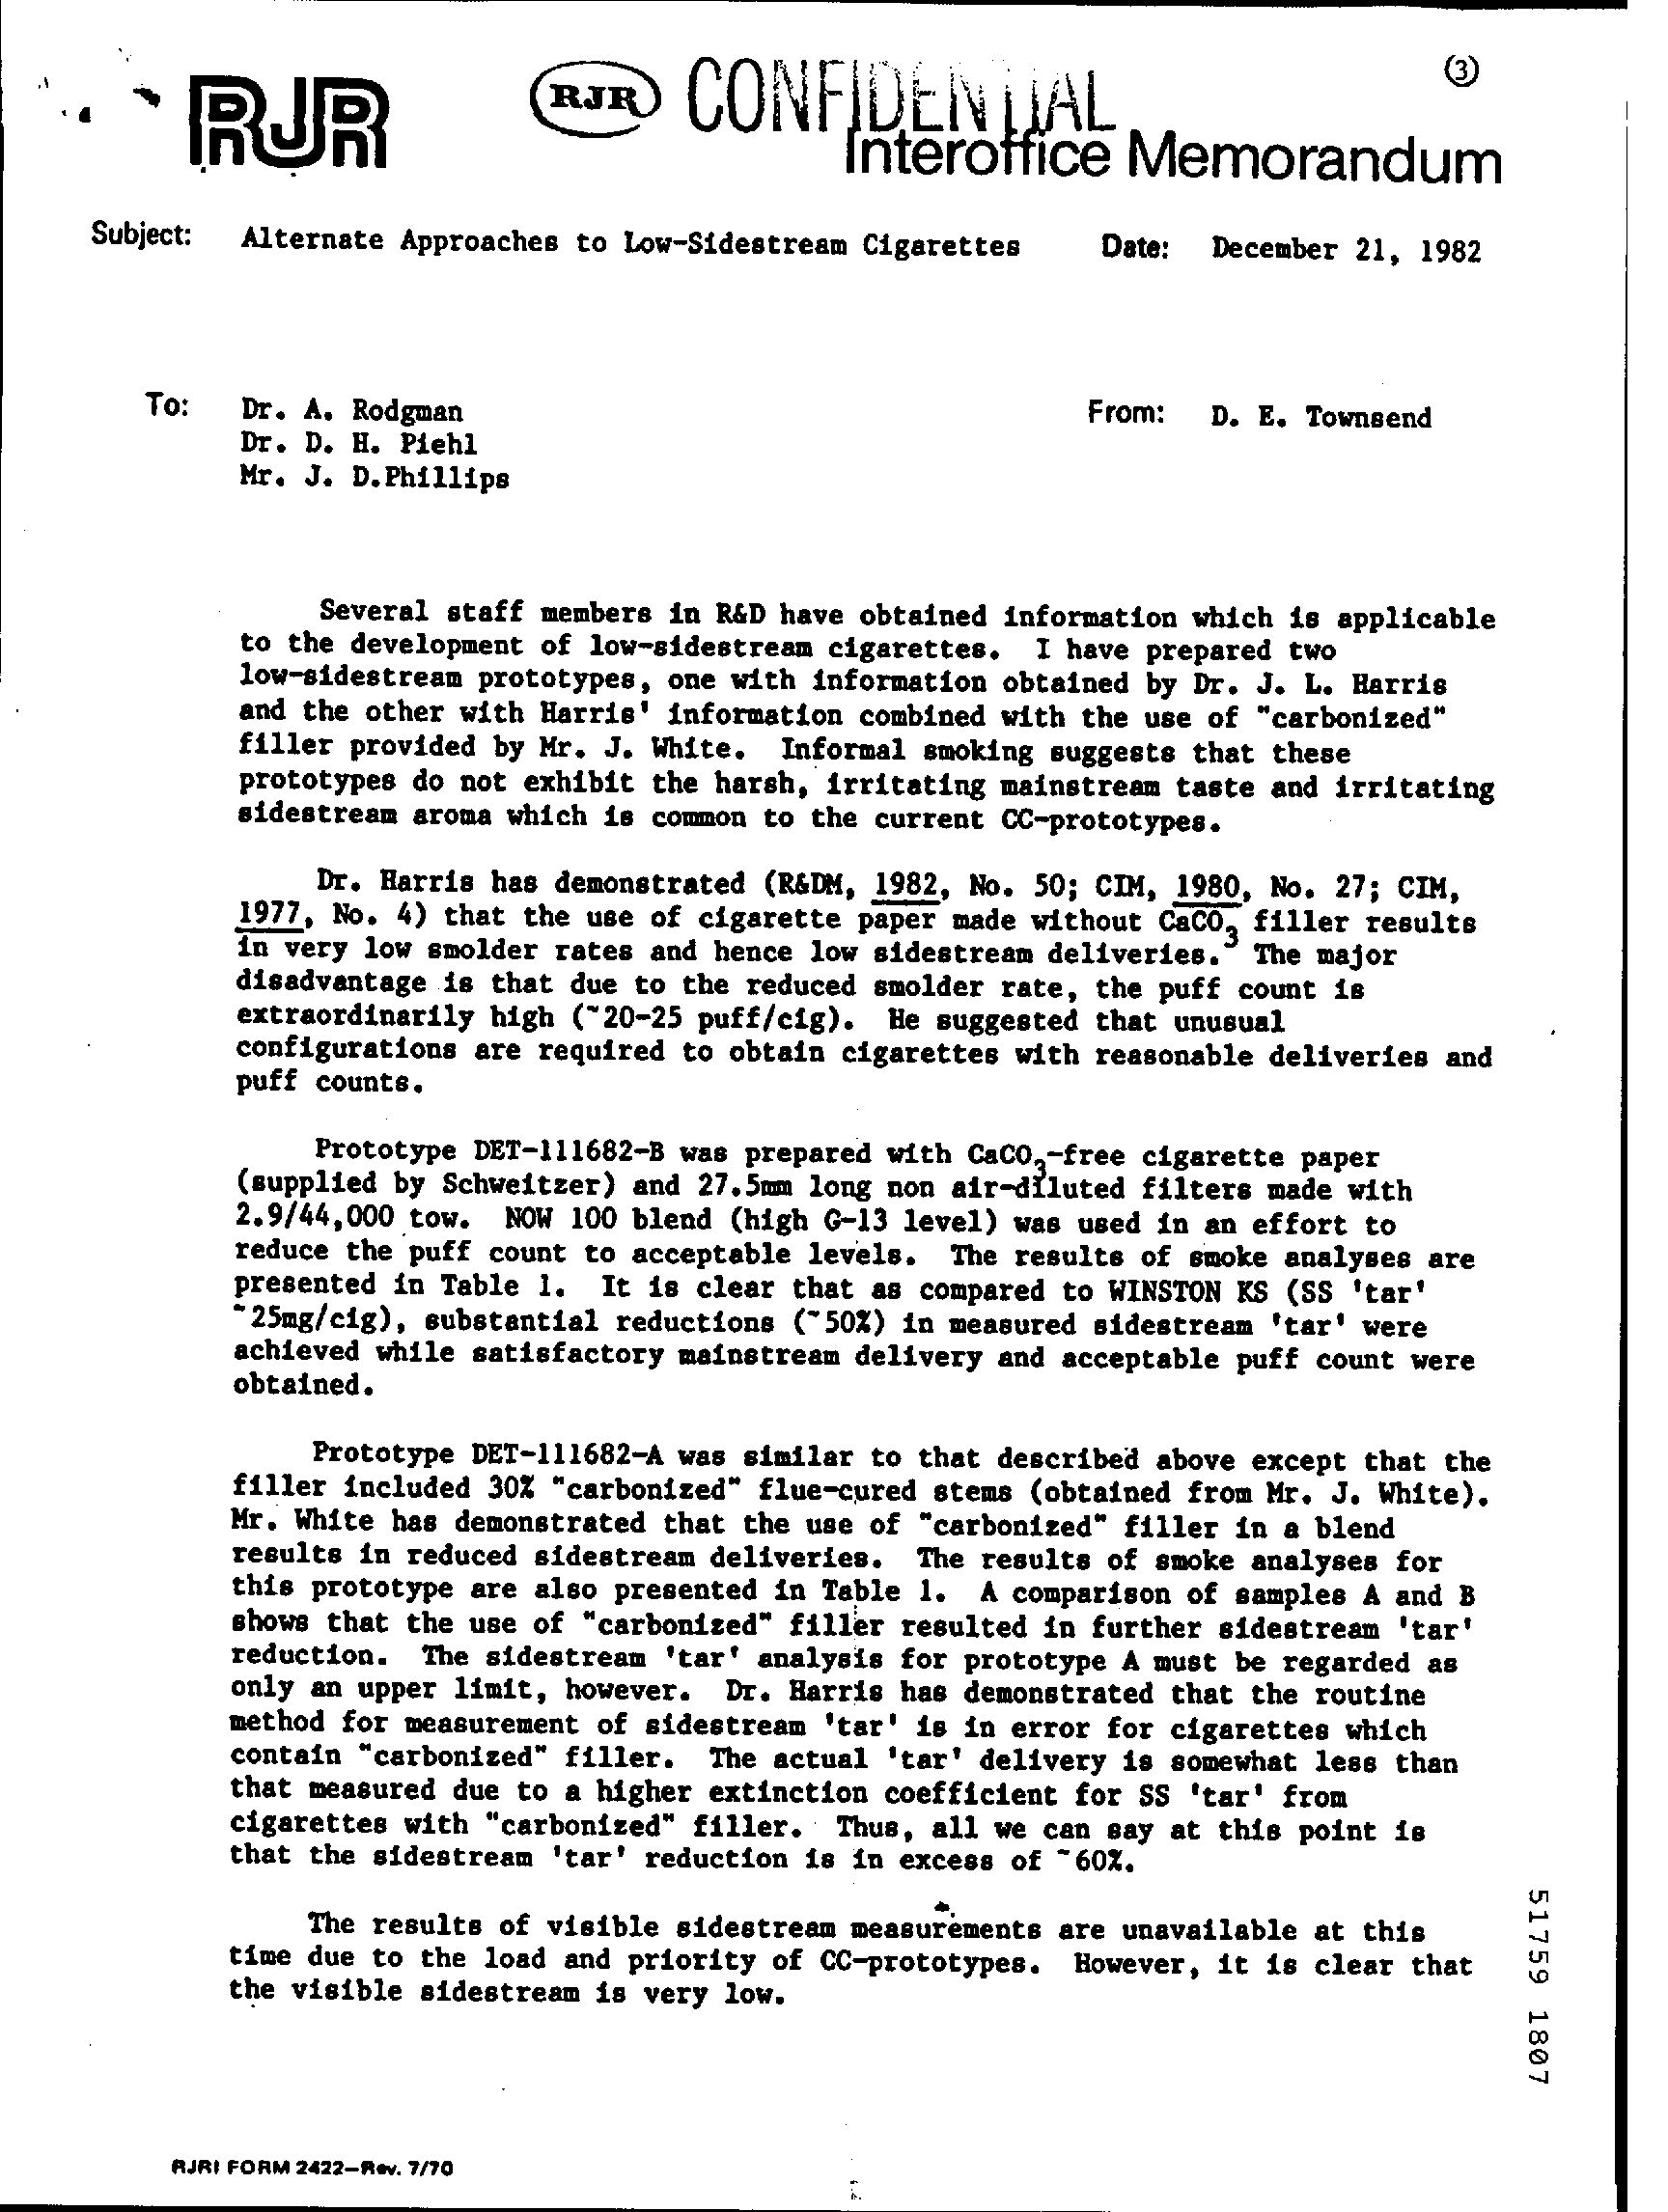 RJR
RJR
CONFIDENTIAL
3
Interoffice Memorandum
Subject: Alternate Approaches to Low-Sidestream Cigarettes Date: December 21, 1982
To: Dr. A. Rodgman From: D. E. Townsend
Dr. D. H. Piehl
Mr. J. D.Phillips
Several staff members in R&D have obtained information which is applicable
to the development of low-sidestream cigarettes. I have prepared two
low-sidestream prototypes, one with information obtained by Dr. J. L. Harris
and the other with Harris' information combined with the use of "carbonized"
filler provided by Mr. J. White. Informal smoking suggests that these
prototypes do not exhibit the harsh, irritating mainstream taste and irritating
sidestream aroma which is common to the current CC-prototypes.
Dr. Harris has demonstrated (R&DM, 1982, No. 50; CIM, 1980, No. 27; CIM,
1977, No. 4) that the use of cigarette paper made without CaCO3 filler results
in very low smolder rates and hence low sidestream deliveries. The major
disadvantage is that due to the reduced smolder rate, the puff count is
extraordinarily high (~20-25 puff/cig). He suggested that unusual
configurations are required to obtain cigarettes with reasonable deliveries and
puff counts.
Prototype DET-111682-B was prepared with CaCO3-free cigarette paper
(supplied by Schweitzer) and 27.5mm long non air-diluted filters made with
2.9/44,000 tow. NOW 100 blend (high G-13 level) was used in an effort to
reduce the puff count to acceptable levels. The results of smoke analyses are
presented in Table 1. It is clear that as compared to WINSTON KS (SS 'tar'
~25mg/cig), substantial reductions (~50%) in measured sidestream 'tar' were
achieved while satisfactory mainstream delivery and acceptable puff count were
obtained.
Prototype DET-111682-A was similar to that described above except that the
filler included 30% "carbonized" flue-cured stems (obtained from Mr. J. White).
Mr. White has demonstrated that the use of "carbonized" filler in a blend
results in reduced sidestream deliveries. The results of smoke analyses for
this prototype are also presented in Table 1. A comparison of samples A and B
shows that the use of "carbonized" filler resulted in further sidestream 'tar'
reduction. The sidestream 'tar' analysis for prototype A must be regarded as
only an upper limit, however. Dr. Harris has demonstrated that the routine
method for measurement of sidestream 'tar' is in error for cigarettes which
contain "carbonized" filler. The actual 'tar' delivery is somewhat less than
that measured due to a higher extinction coefficient for SS 'tar' from
cigarettes with "carbonized" filler. Thus, all we can say at this point is
that the sidestream 'tar' reduction is in excess of ~60%.
The results of visible sidestream measurements are unavailable at this
time due to the load and priority of CC-prototypes. However, it is clear that
the visible sidestream is very low.
51759 1807
RJRI FORM 2422-Rev. 7/70